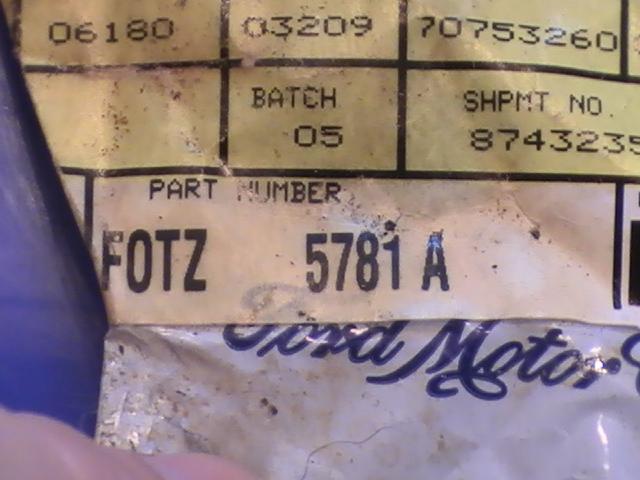 06180 03209 70753260
BATCH SHPMT NO.
05 8743235
PART NUMBER
FOTZ 5781 A
Ford Motor